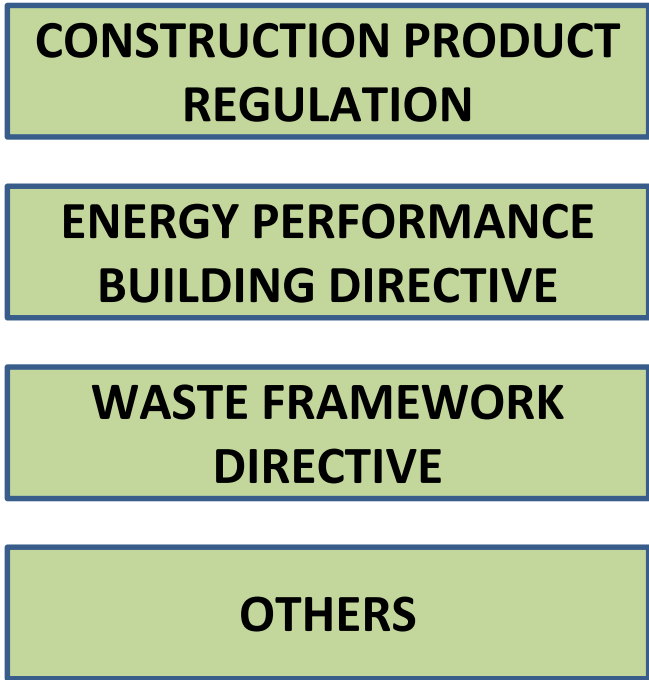 CONSTRUCTION PRODUCT
REGULATION
ENERGY PERFORMANCE
BUILDING DIRECTIVE
WASTE FRAMEWORK
DIRECTIVE
OTHERS